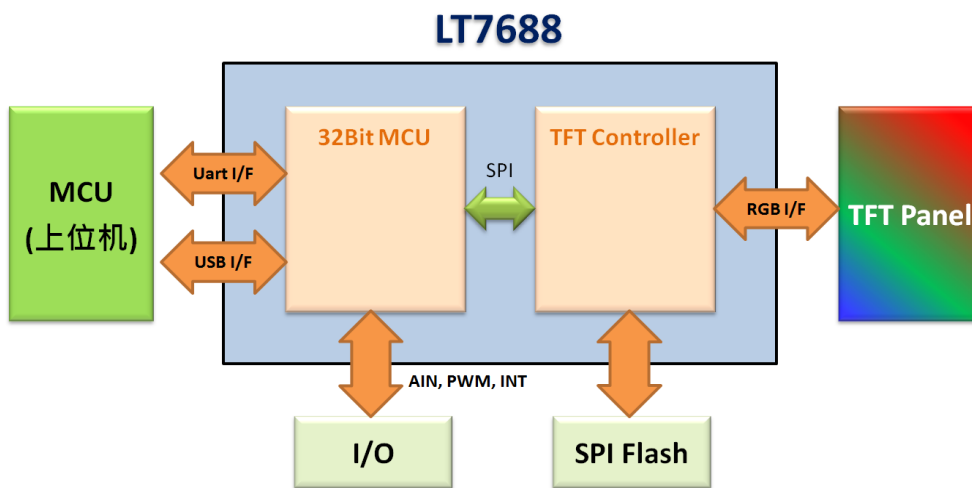 LT7688
32Bit MCU
TFT Controller
SPI
Uart I/F
MCU
(上位机)
USB I/F
RGB I/F
TFT Panel
AIN, PWM, INT
I/O
SPI Flash